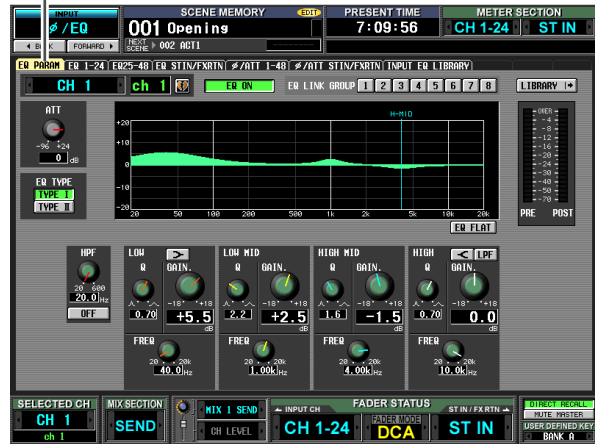 INPUT
ø/EQ
BACK FORWARD
SCENE MEMORY EDIT
001 Opening
NEXT SCENE 002 ACT1
PRESENT TIME
7:09:56
METER SECTION
CH 1-24 ST IN
EQ PARAM EQ 1-24 EQ25-48 EQ STIN/FXRTN ø/ATT 1-48 ø/ATT STIN/FXRTN INPUT EQ LIBRARY
CH 1 ch 1 EQ ON EQ LINK GROUP 1 2 3 4 5 6 7 8 LIBRARY
ATT
-96 +24
0 dB
EQ TYPE
TYPE I
TYPE II
H-MID
+20
+10
0
-10
-20
20 50 100 200 500 1k 2k 5k 10k 20k
EQ FLAT
OVER
-4
-8
-12
-16
-20
-24
-30
-40
-50
-70
PRE POST
HPF
20 600
20.0 Hz
OFF
LOW
Q GAIN.
-18 +18
0.70 +5.5
dB
FREQ
20 20k
40.0 Hz
LOW MID
Q GAIN.
-18 +18
2.2 +2.5
dB
FREQ
20 20k
1.00k Hz
HIGH MID
Q GAIN.
-18 +18
1.6 -1.5
dB
FREQ
20 20k
4.00k Hz
HIGH LPF
Q GAIN.
-18 +18
0.70 0.0
dB
FREQ
20 20k
10.0k Hz
SELECTED CH
CH 1
ch 1
MIX SECTION
SEND
MIX 1 SEND
CH LEVEL
FADER STATUS
INPUT CH
CH 1-24
FADER MODE
DCA
ST IN / FX RTN
ST IN
DIRECT RECALL
MUTE MASTER
USER DEFINED KEY
BANK A